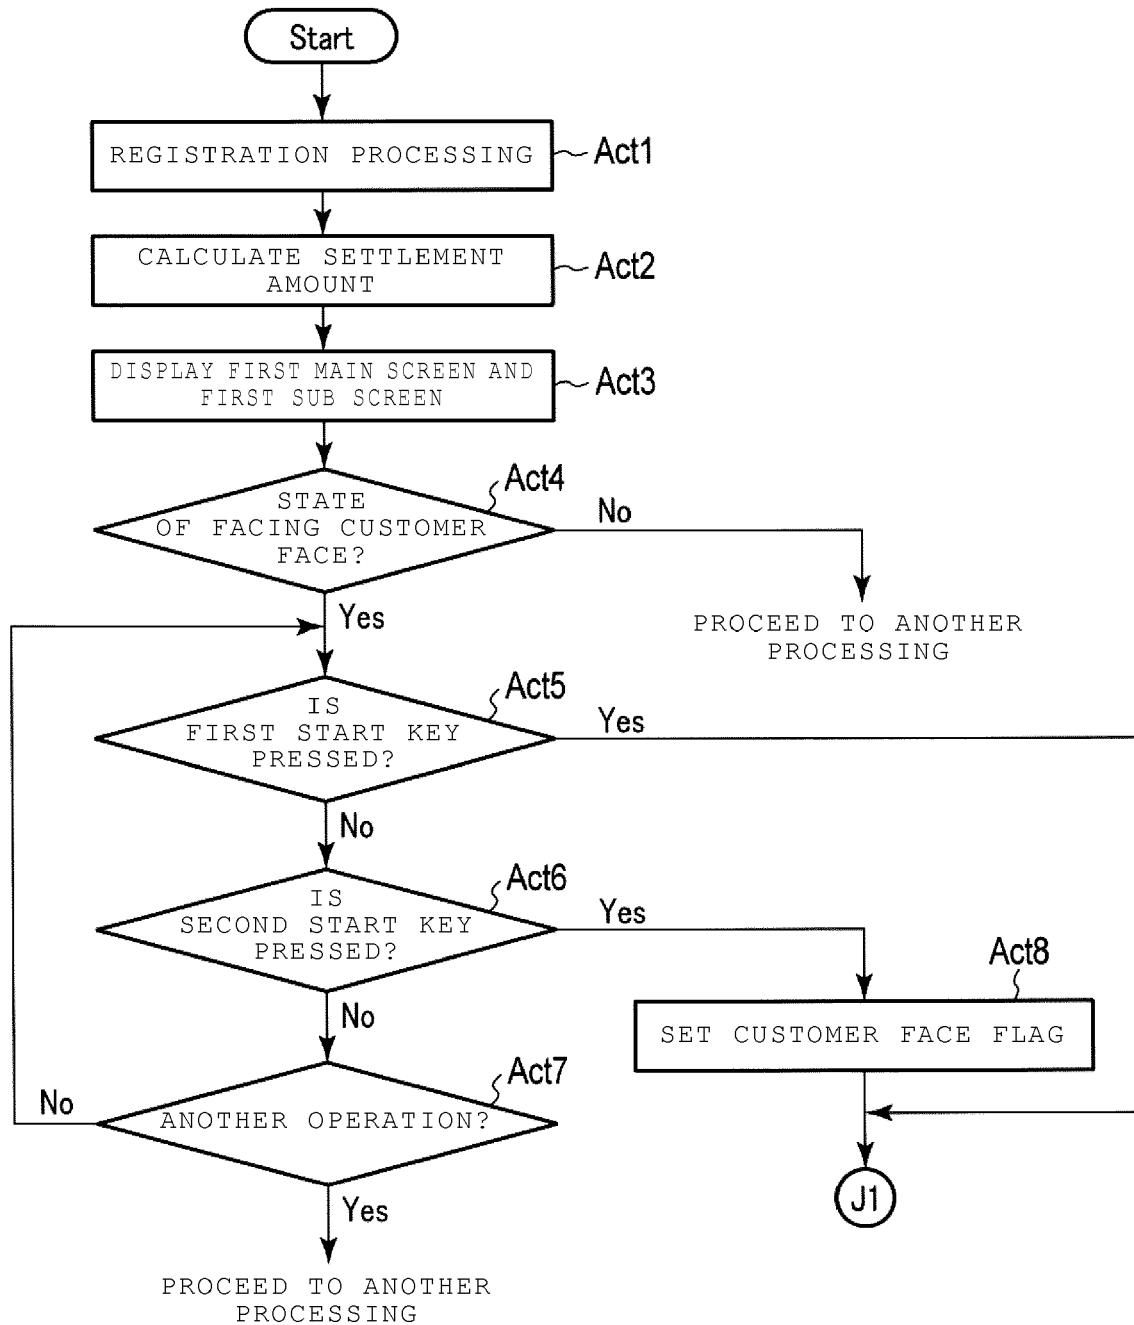 Start
REGISTRATION PROCESSING
Act1
CALCULATE SETTLEMENT
AMOUNT
Act2
DISPLAY FIRST MAIN SCREEN AND
FIRST SUB SCREEN
Act3
Act4
STATE
OF FACING CUSTOMER
FACE?
No
Yes
PROCEED TO ANOTHER
PROCESSING
Act5
IS
FIRST START KEY
PRESSED?
Yes
No
Act6
IS
SECOND START KEY
PRESSED?
Yes
No
Act8
SET CUSTOMER FACE FLAG
Act7
ANOTHER OPERATION?
No
Yes
J1
PROCEED TO ANOTHER
PROCESSING